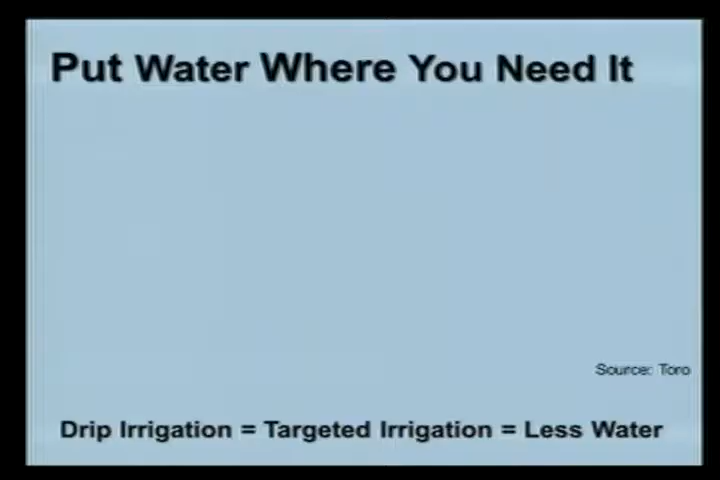 Put Water Where You Need It
Source: Toro
Drip Irrigation = Targeted Irrigation = Less Water